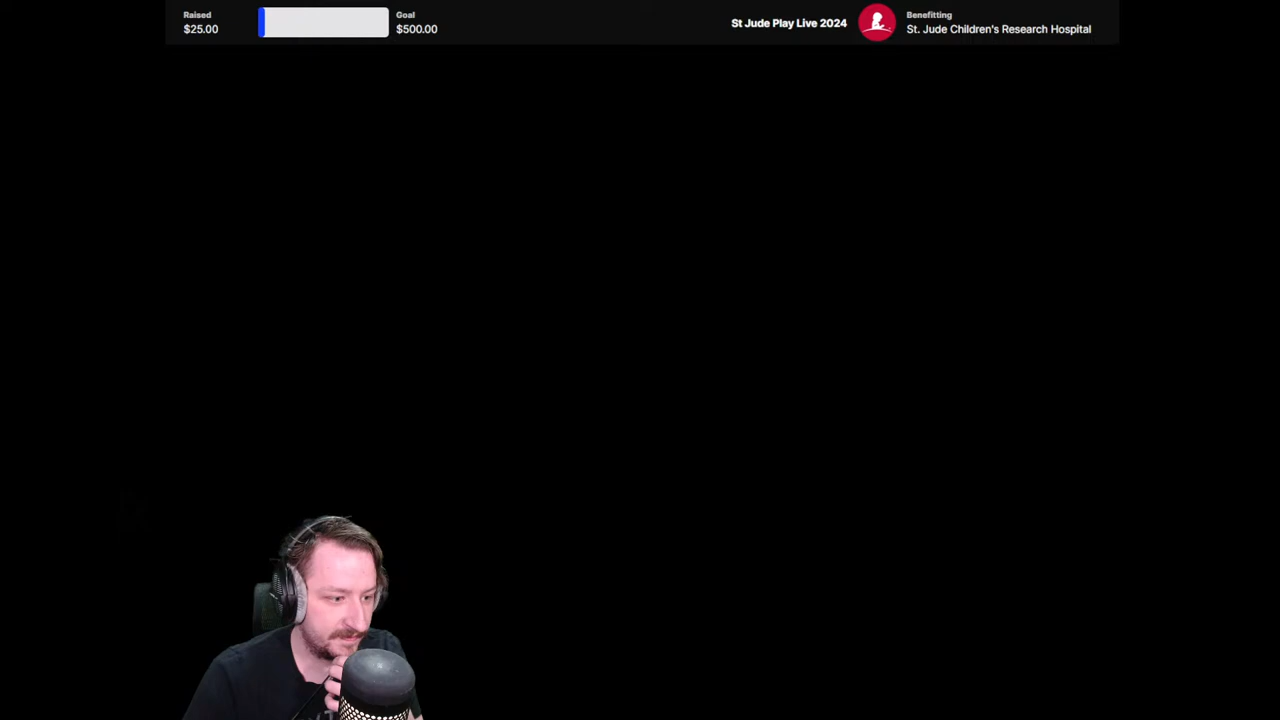 Raised
$25.00
Goal
$500.00
St Jude Play Live 2024
Benefitting
St. Jude Children's Research Hospital